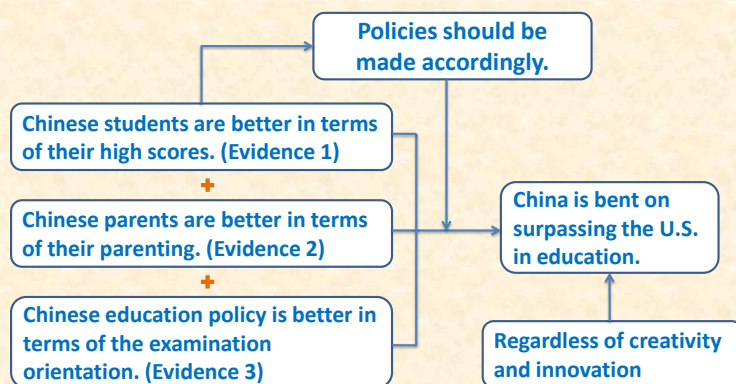 Policies should be
made accordingly.
Chinese students are better in terms
of their high scores. (Evidence 1)
+
Chinese parents are better in terms
of their parenting. (Evidence 2)
+
Chinese education policy is better in
terms of the examination
orientation. (Evidence 3)
China is bent on
surpassing the U.S.
in education.
Regardless of creativity
and innovation